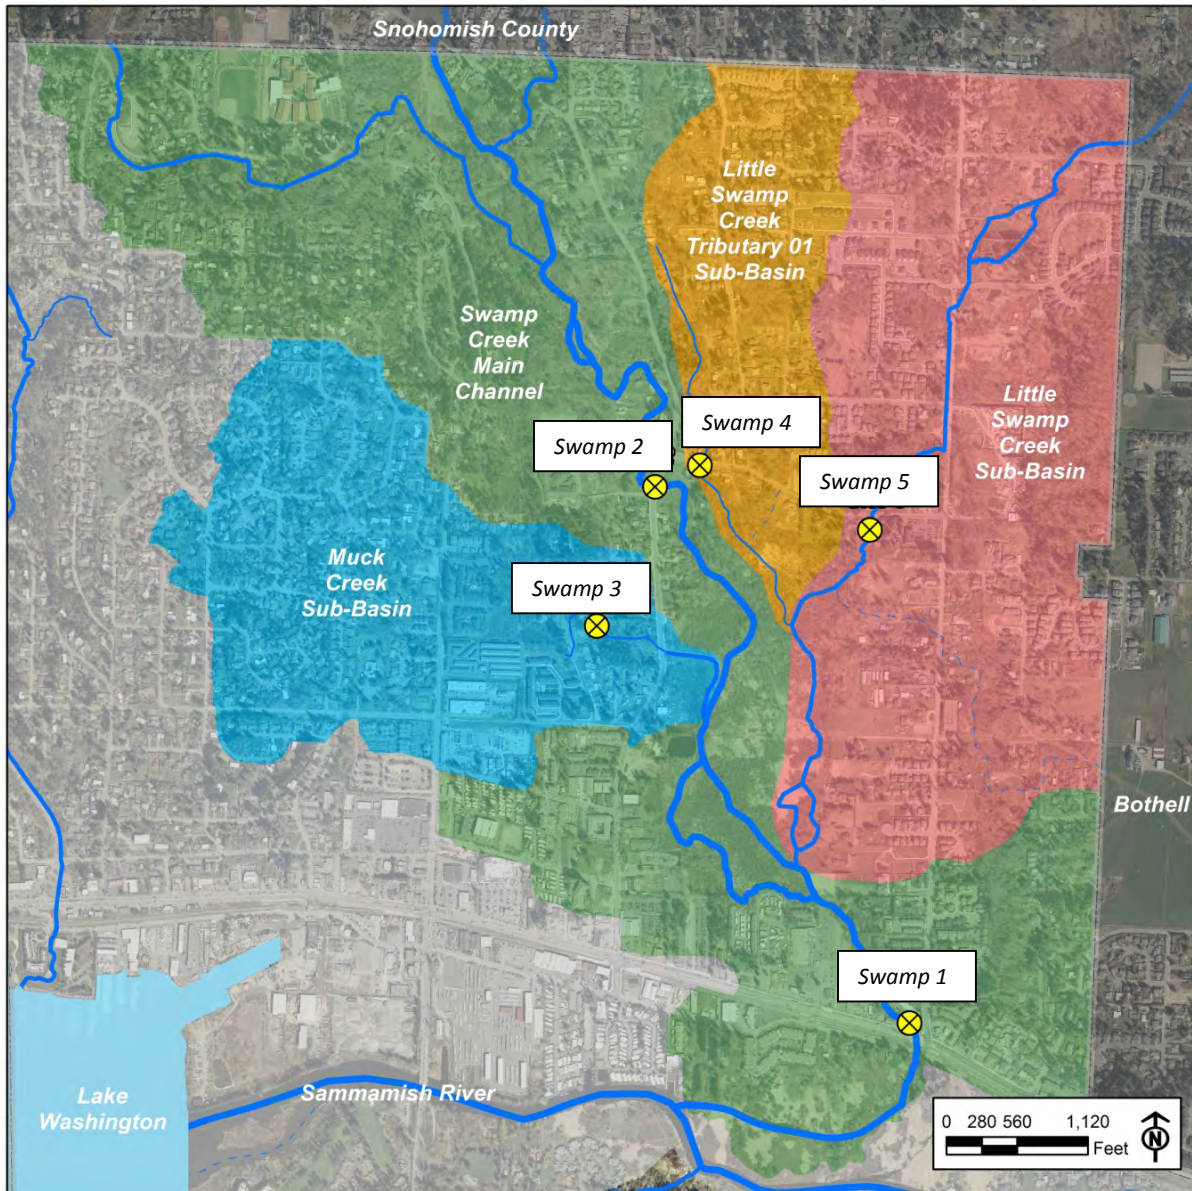 Snohomish County
Little
Swamp
Creek
Tributary 01
Sub-Basin
Swamp
Creek
Main
Channel
Little
Swamp
Creek
Sub-Basin
Swamp 4
Swamp 2
Swamp 5
Muck
Creek
Sub-Basin
Swamp 3
Bothell
Swamp 1
Lake
Washington
Sammamish River
0 280 560 1,120
Feet
N